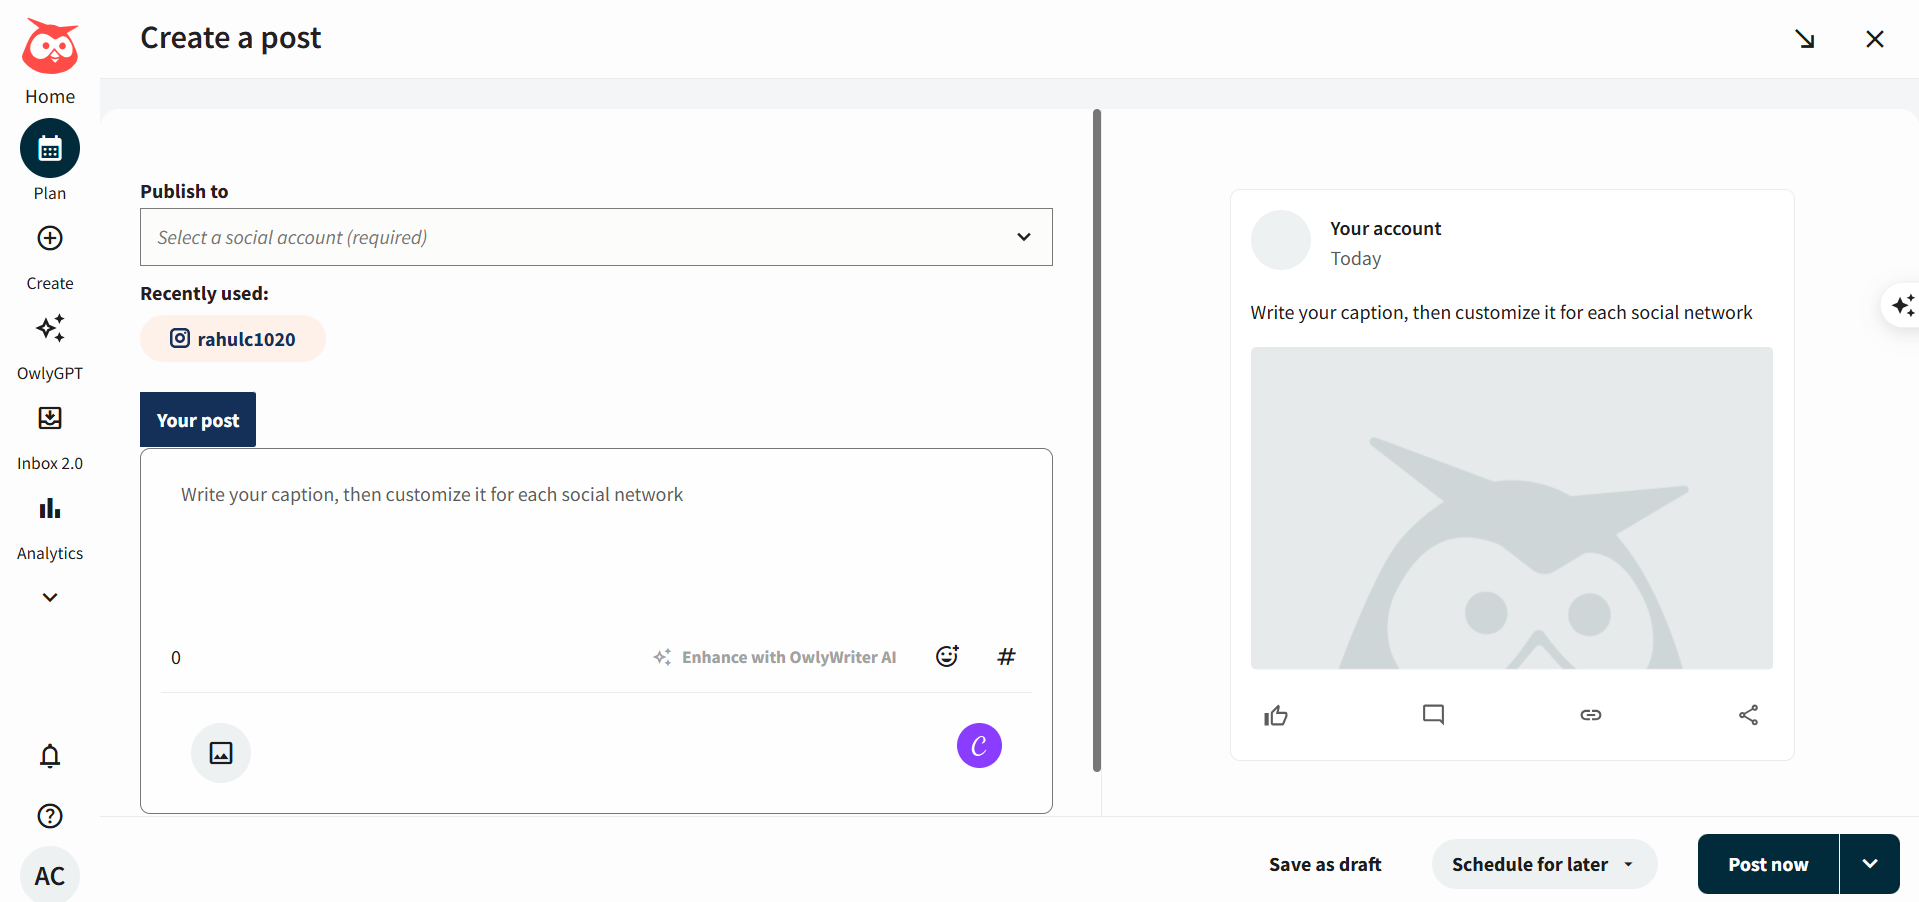 Create a post
Home
Plan
Create
OwlyGPT
Inbox 2.0
Analytics
AC
Publish to
Select a social account (required)
Recently used:
rahulc1020
Your post
Write your caption, then customize it for each social network
0
Enhance with OwlyWriter AI
#
Your account
Today
Write your caption, then customize it for each social network
Save as draft
Schedule for later
Post now